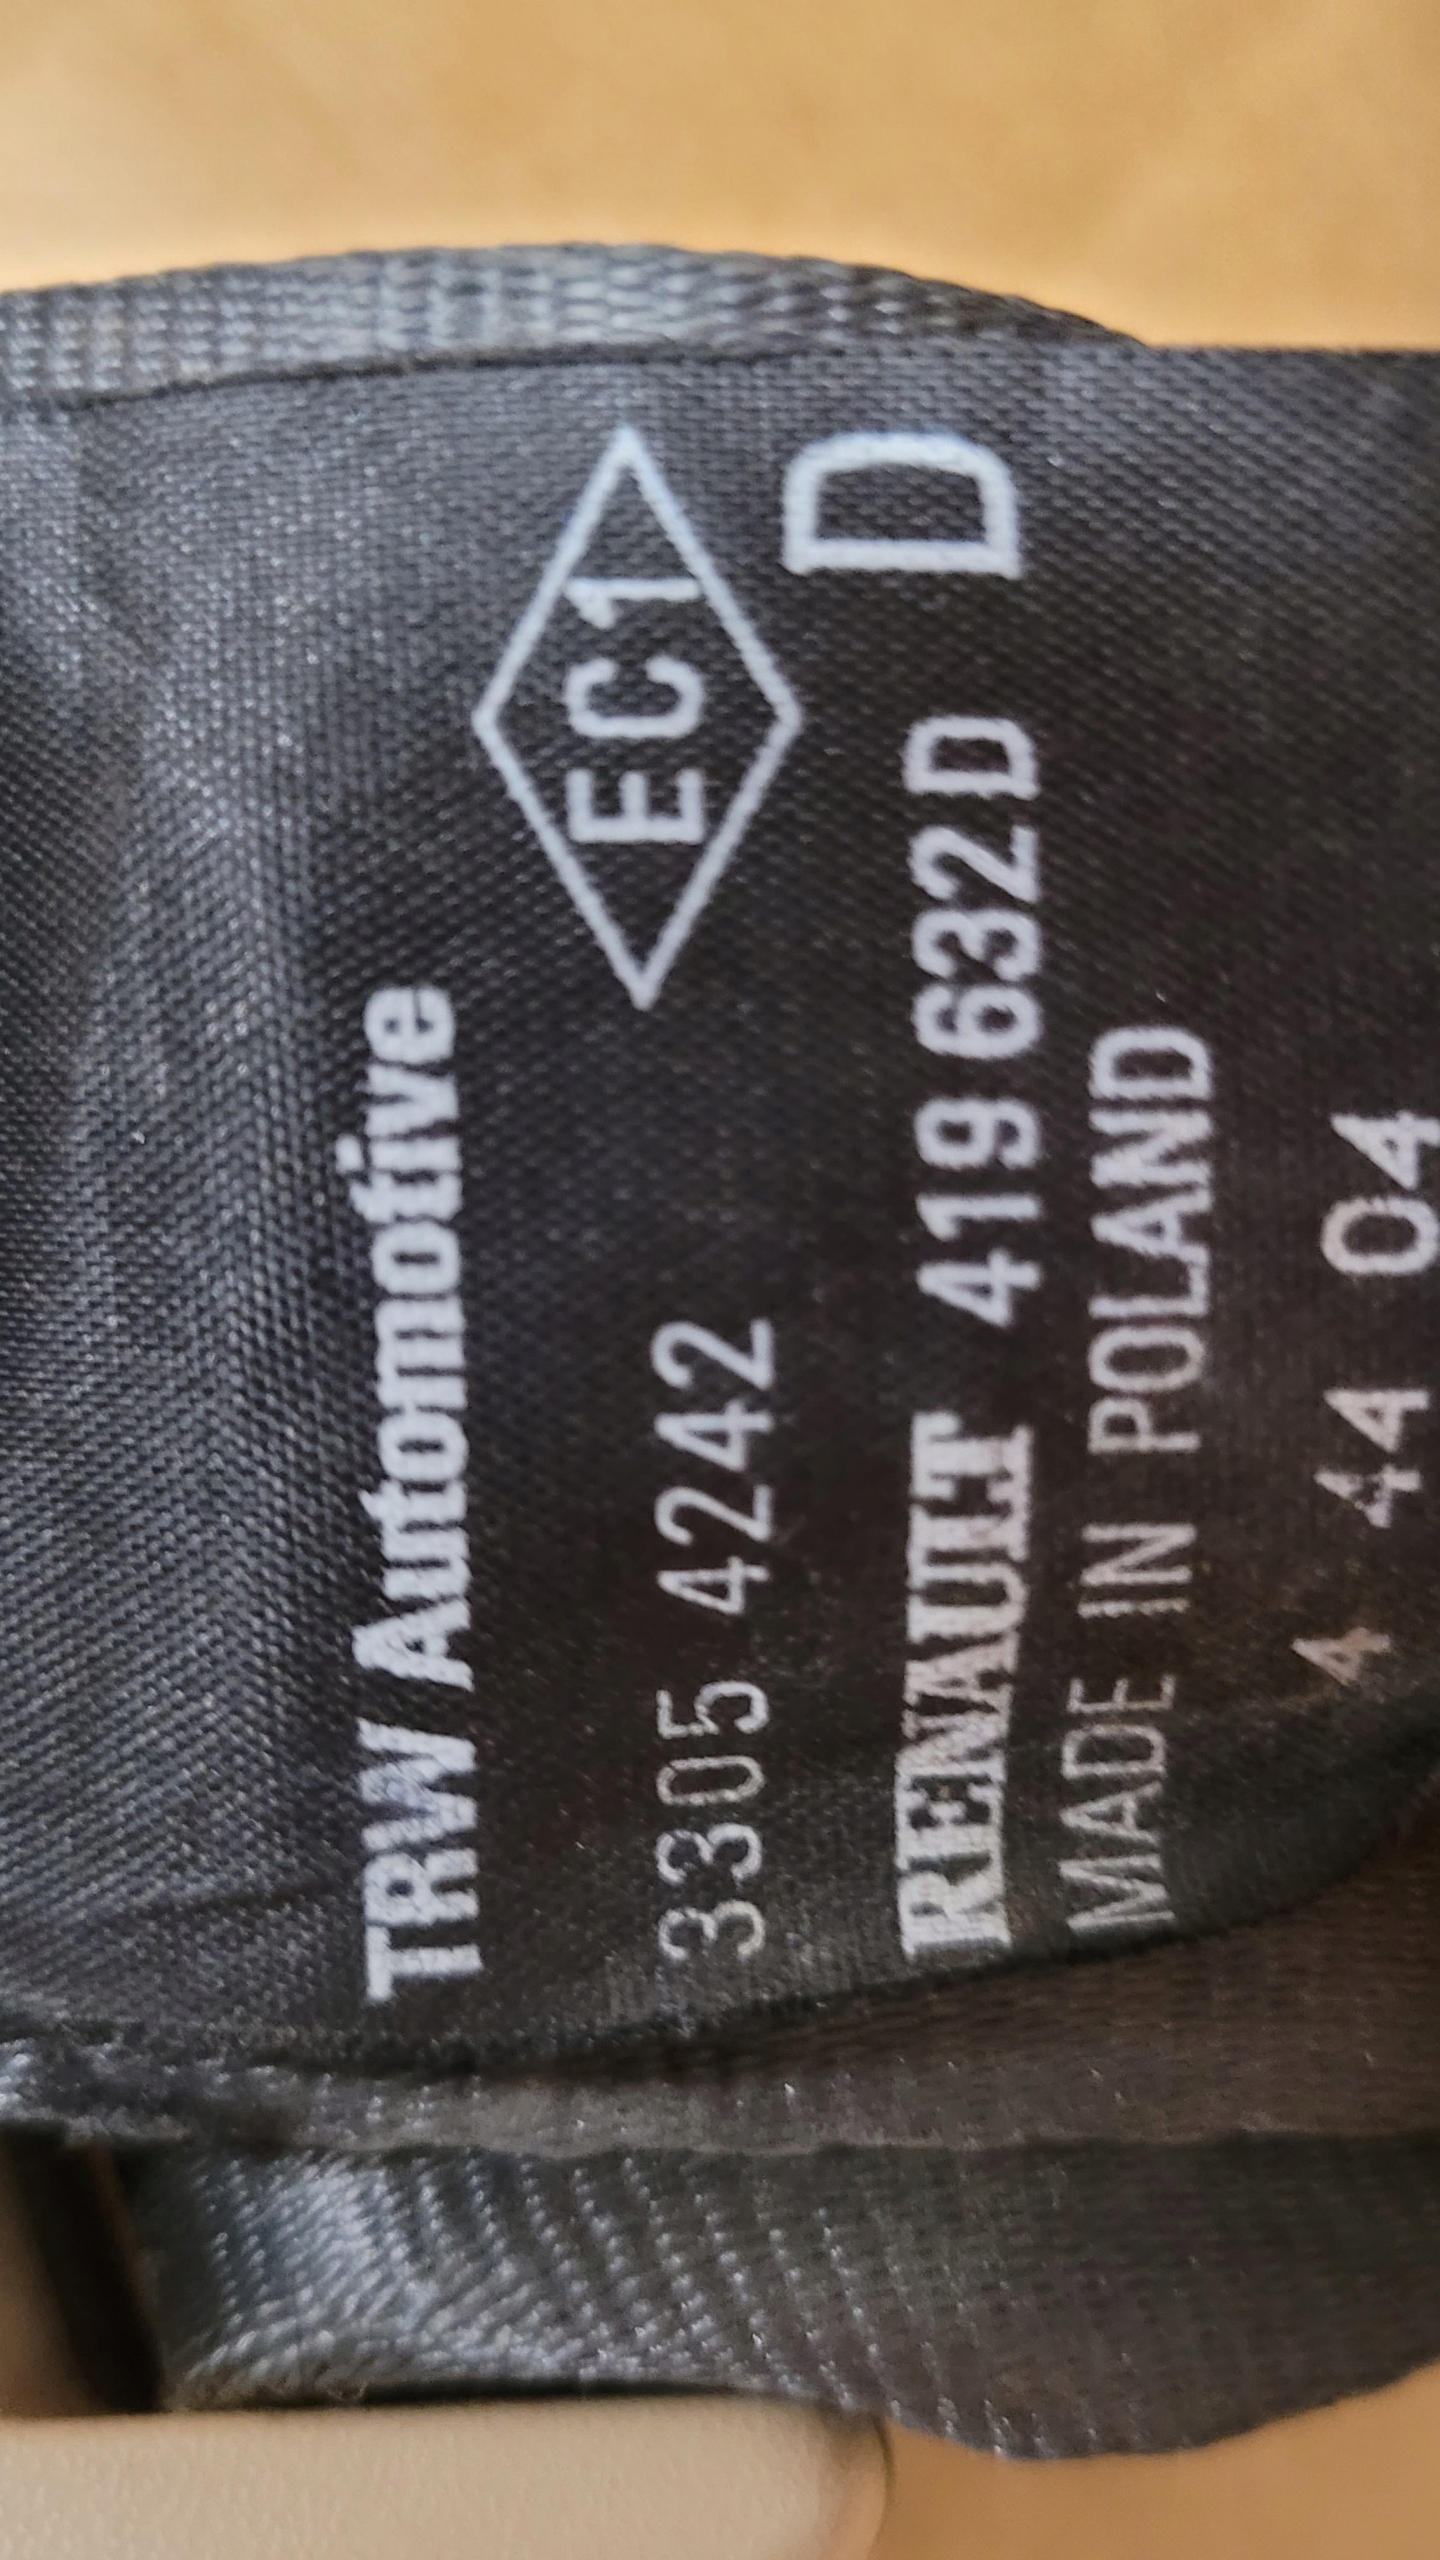 TRW Automotive
EC1
3305 4242
D
RENAULT 419 632 D
MADE IN POLAND
4 44 04